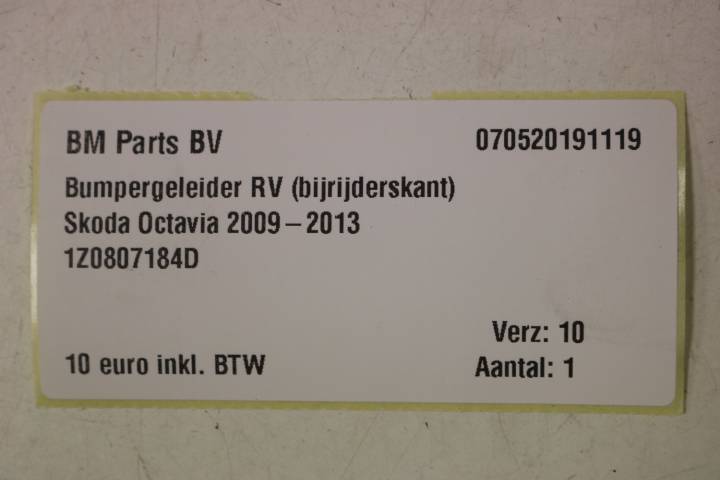 BM Parts BV 070520191119
Bumpergeleider RV (bijrijderskant)
Skoda Octavia 2009–2013
1Z0807184D
Verz: 10
10 euro inkl. BTW Aantal: 1